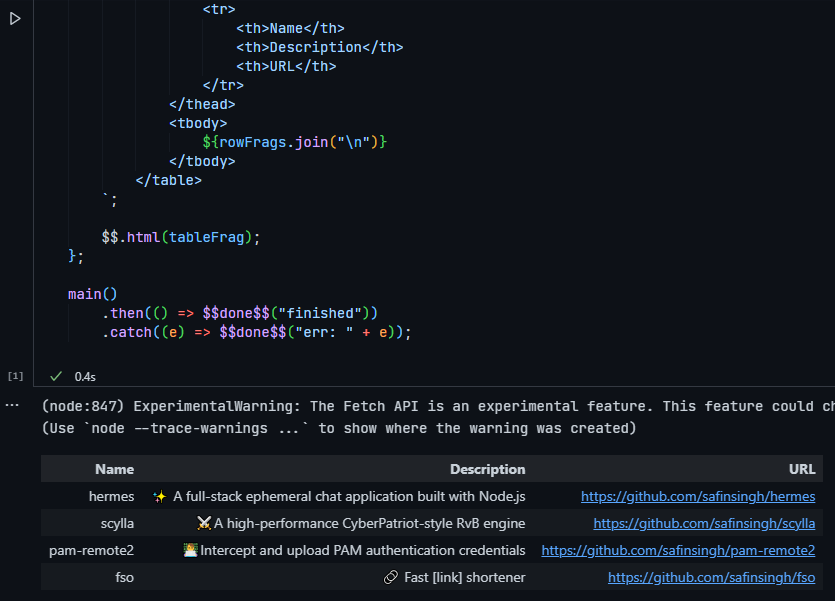 <tr>
<th>Name</th>
<th>Description</th>
<th>URL</th>
</tr>
</thead>
<tbody>
${rowFrags.join("\n")}
</tbody>
</table>
`;
$$.html(tableFrag);
};
main()
.then(() => $$done$$("finished"))
.catch((e) => $$done$$("err: " + e));
[1] 0.4s
(node:847) ExperimentalWarning: The Fetch API is an experimental feature. This feature could ch
(Use `node --trace-warnings ...` to show where the warning was created)
Name Description URL
hermes ✨ A full-stack ephemeral chat application built with Node.js https://github.com/safinsingh/hermes
scylla ⚔️ A high-performance CyberPatriot-style RvB engine https://github.com/safinsingh/scylla
pam-remote2 Intercept and upload PAM authentication credentials https://github.com/safinsingh/pam-remote2
fso 🔗 Fast [link] shortener https://github.com/safinsingh/fso